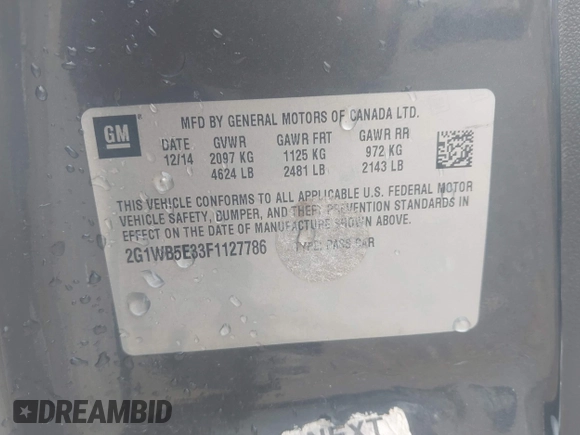 GM
MFD BY GENERAL MOTORS OF CANADA LTD.
DATE GVWR GAWR FRT GAWR RR
12/14 2097 KG 1125 KG 972 KG
4624 LB 2481 LB 2143 LB
THIS VEHICLE CONFORMS TO ALL APPLICABLE U.S. FEDERAL MOTOR
VEHICLE SAFETY, BUMPER, AND THEFT PREVENTION STANDARDS IN
EFFECT ON THE DATE OF MANUFACTURE SHOWN ABOVE.
2G1WB5E33F1127786 TYPE: PASS CAR
DREAMBID